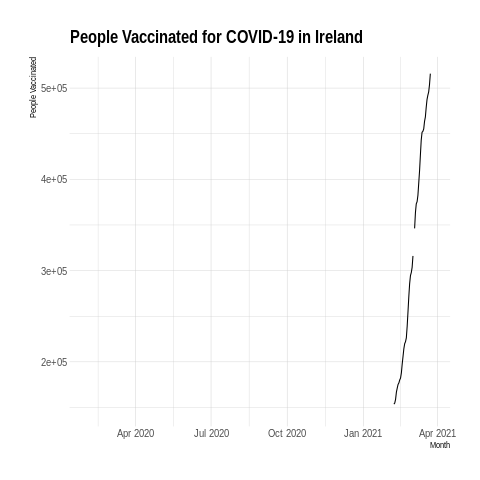 People Vaccinated for COVID-19 in Ireland
People Vaccinated
5e+05
4e+05
3e+05
2e+05
Apr 2020 Jul 2020 Oct 2020 Jan 2021 Apr 2021
Month